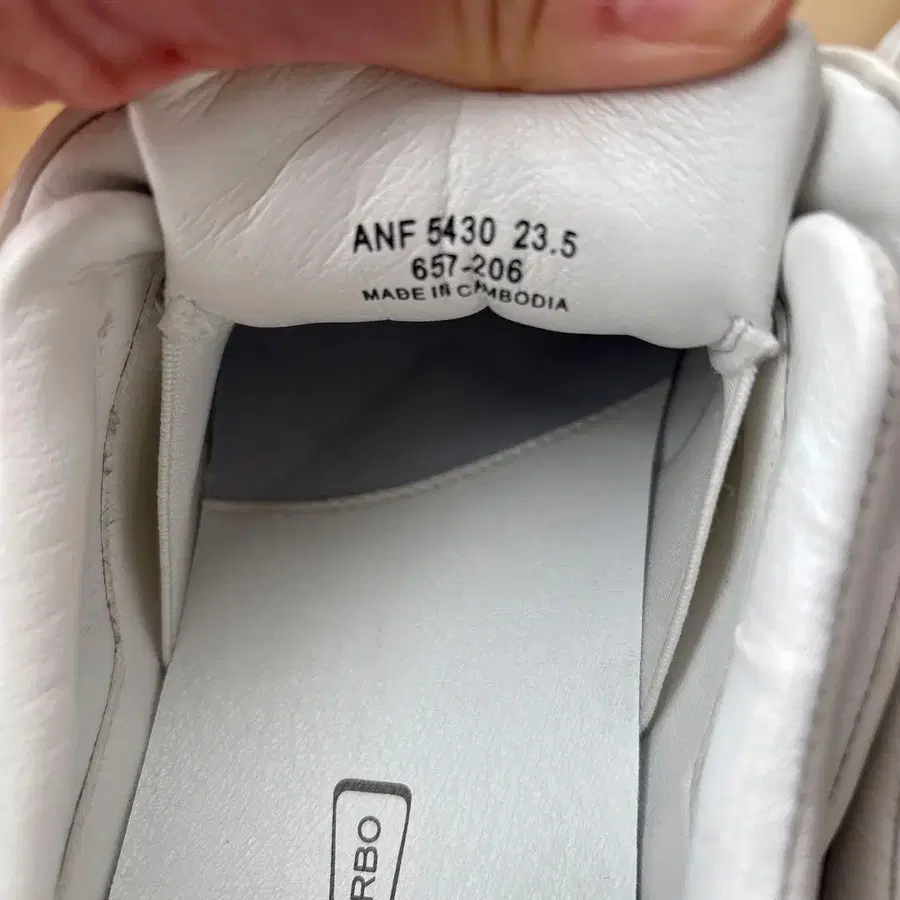 ANF 5430 23.5
657-206
MADE IN CAMBODIA
RBO